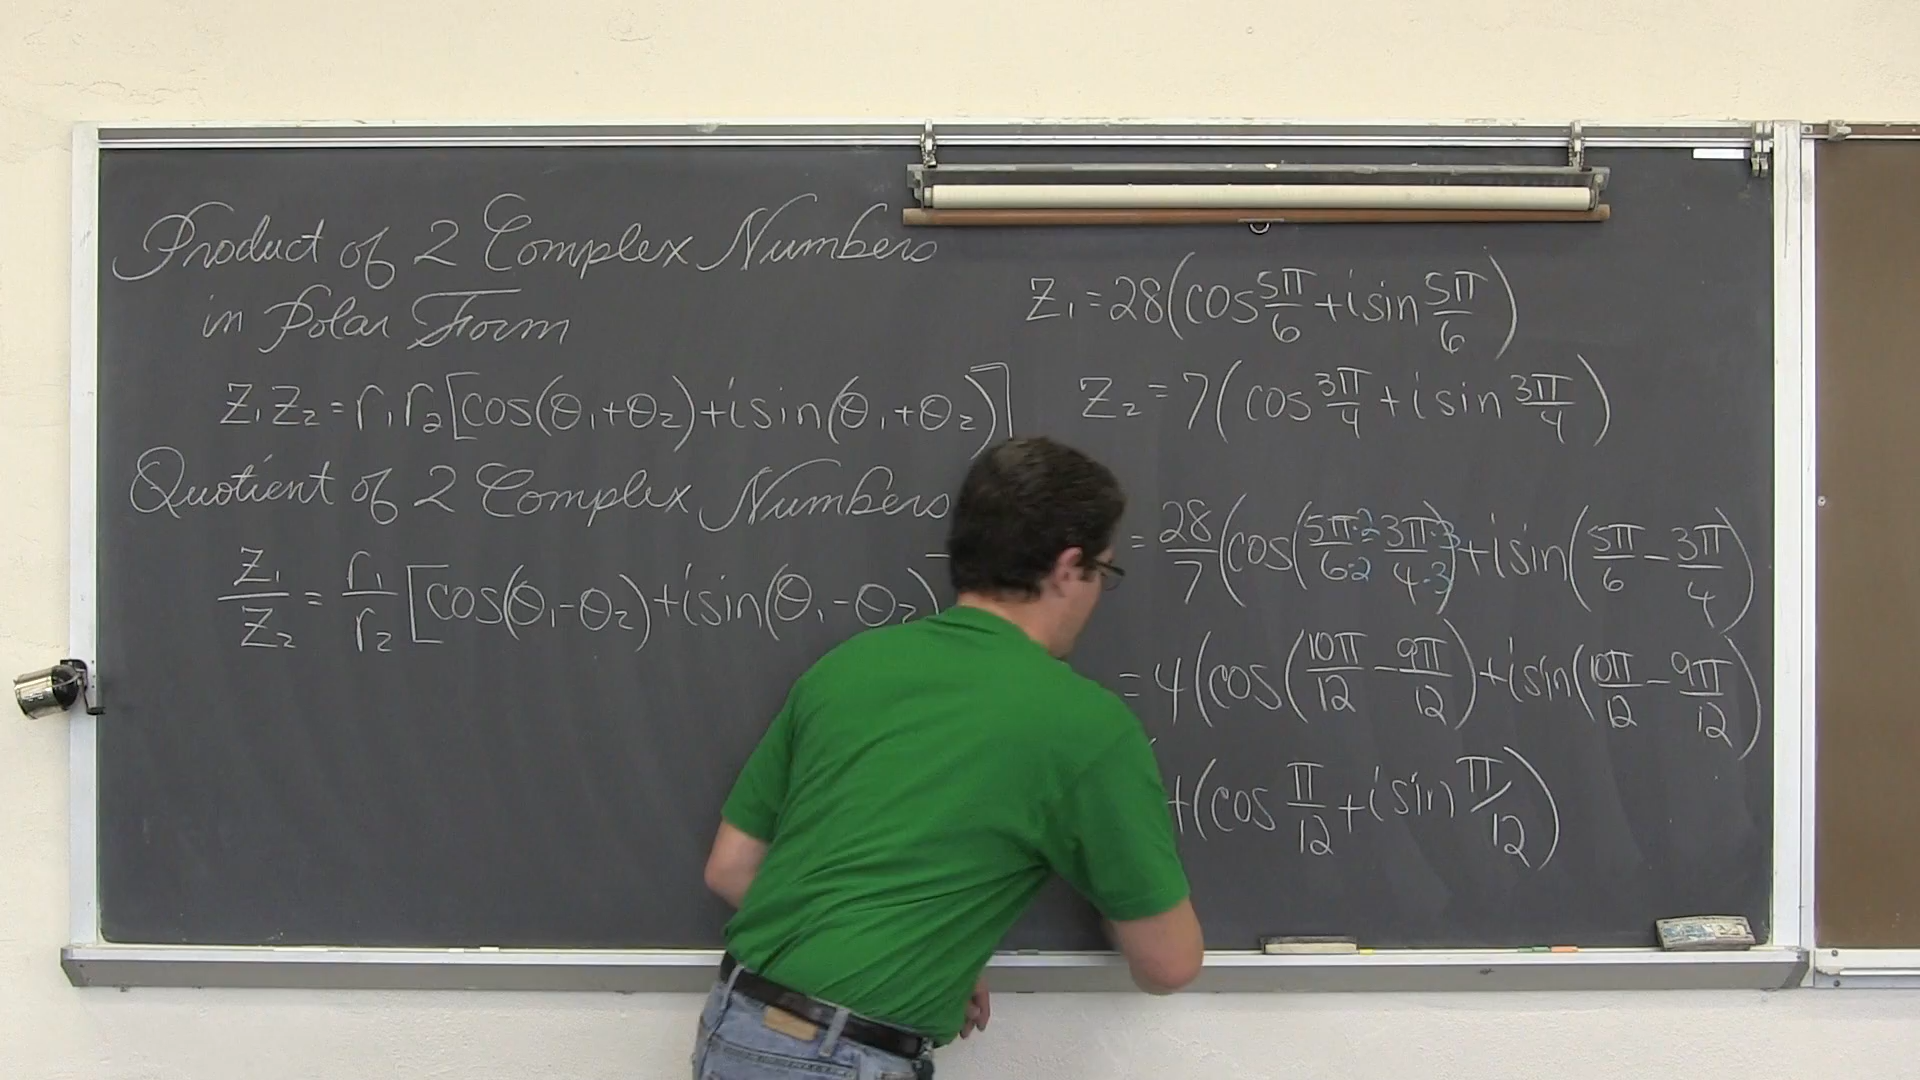 Product of 2 Complex Numbers
in Polar Form
Z₁Z₂ = r₁r₂[cos(θ₁+θ₂)+isin(θ₁+θ₂)]
Quotient of 2 Complex Numbers
Z₁/Z₂ = r₁/r₂ [cos(θ₁-θ₂)+isin(θ₁-θ₂)
Z₁ = 28(cos 5π/6 + isin 5π/6)
Z₂ = 7(cos 3π/4 + isin 3π/4)
= 28/7 (cos(5π·2/6·2 - 3π·3/4·3) + isin(5π/6 - 3π/4)
= 4(cos(10π/12 - 9π/12) + isin(10π/12 - 9π/12)
4(cos π/12 + isin π/12)